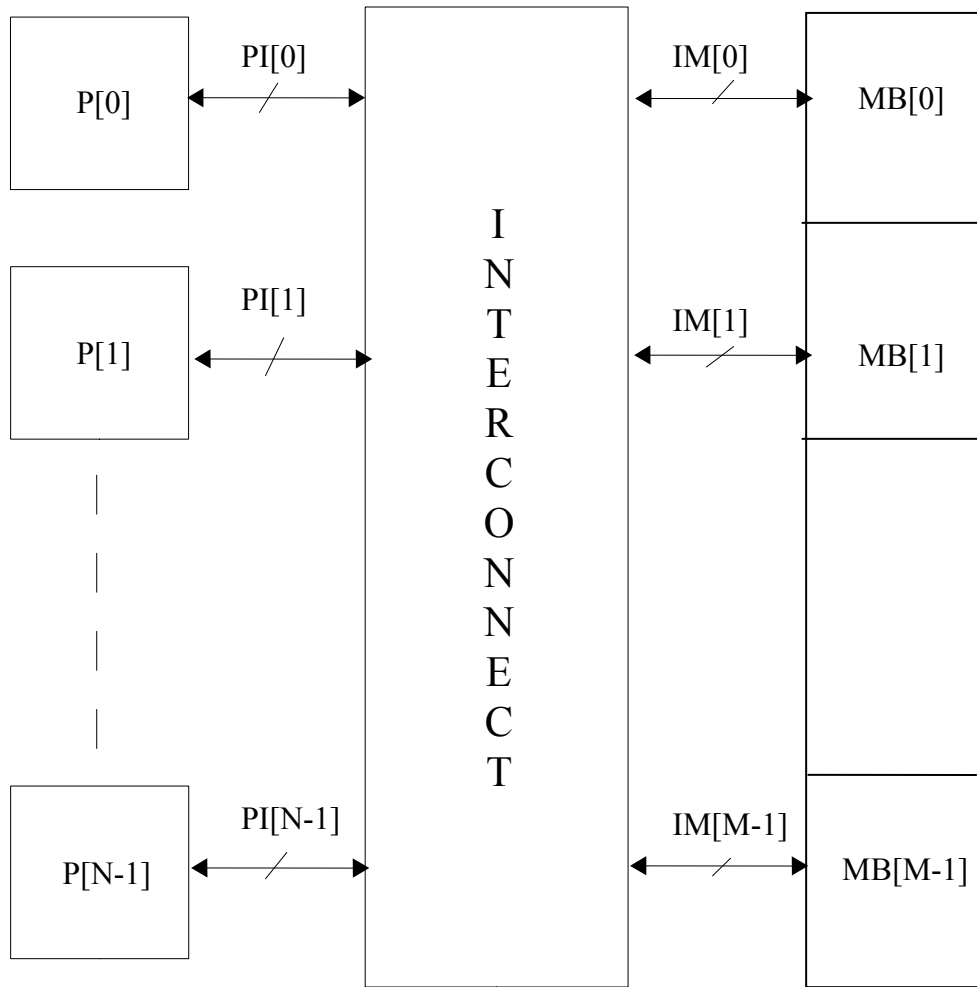 P[0]
PI[0]
IM[0]
MB[0]
P[1]
PI[1]
IM[1]
MB[1]
INTERCONNECT
P[N-1]
PI[N-1]
IM[M-1]
MB[M-1]